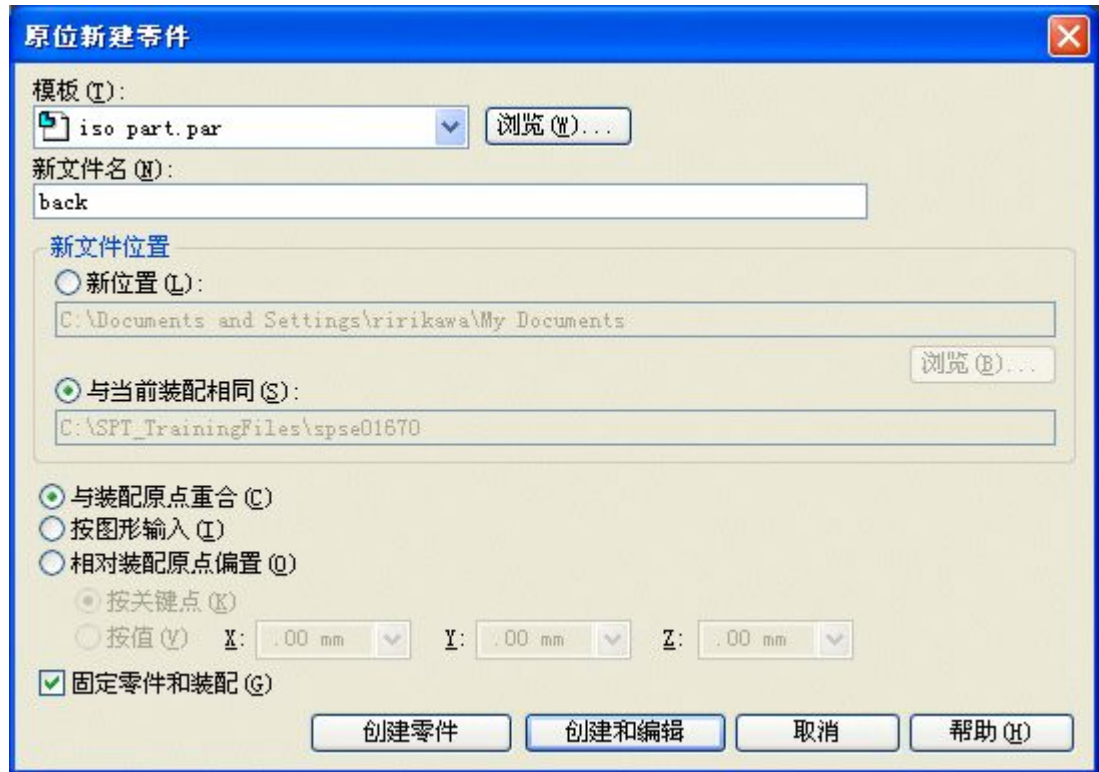 原位新建零件
模板(T):
iso part.par
浏览(W)...
新文件名(N):
back
新文件位置
新位置(L):
C:\Documents and Settings\ririkawa\My Documents
浏览(B)...
与当前装配相同(S):
C:\SPT_TrainingFiles\spse01670
与装配原点重合(C)
按图形输入(I)
相对装配原点偏置(O)
按关键点(K)
按值(V) X: .00 mm Y: .00 mm Z: .00 mm
固定零件和装配(G)
创建零件 创建和编辑 取消 帮助(H)